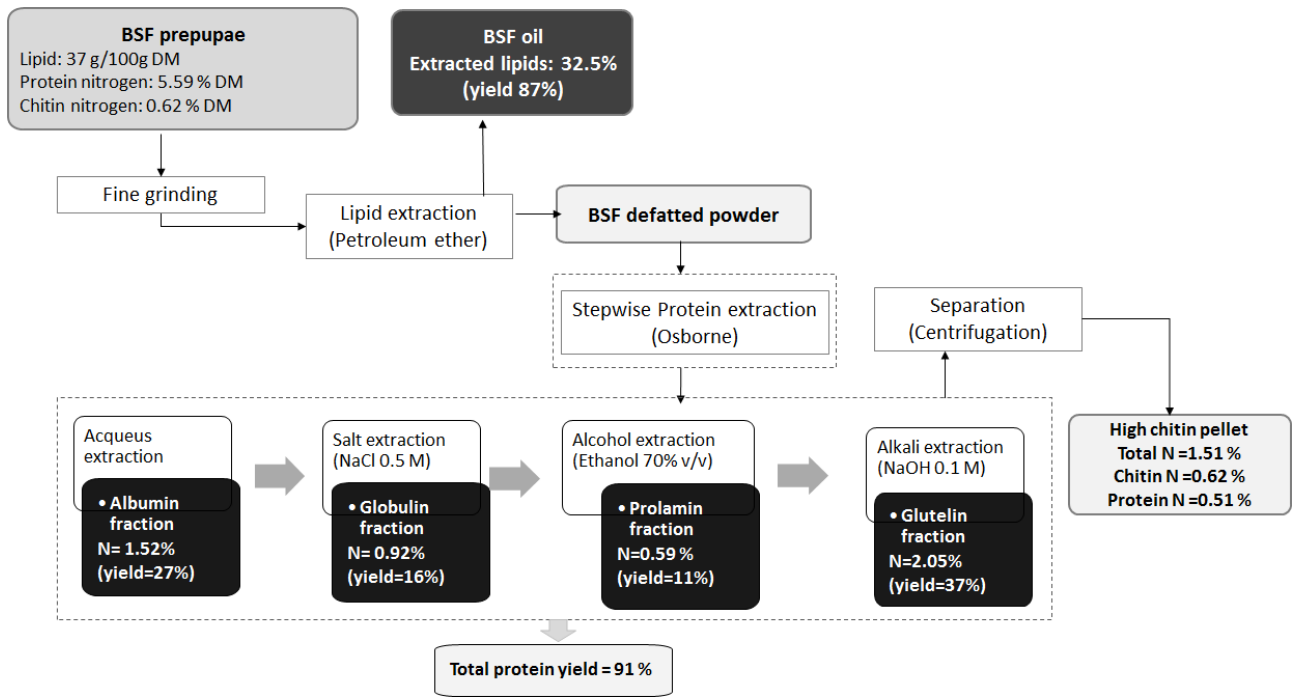 BSF prepupae
Lipid: 37 g/100g DM
Protein nitrogen: 5.59 % DM
Chitin nitrogen: 0.62 % DM
BSF oil
Extracted lipids: 32.5%
(yield 87%)
Fine grinding
Lipid extraction
(Petroleum ether)
BSF defatted powder
Stepwise Protein extraction
(Osborne)
Separation
(Centrifugation)
Acqueus
extraction
• Albumin
fraction
N= 1.52%
(yield=27%)
Salt extraction
(NaCl 0.5 M)
• Globulin
fraction
N= 0.92%
(yield=16%)
Alcohol extraction
(Ethanol 70% v/v)
• Prolamin
fraction
N=0.59 %
(yield=11%)
Alkali extraction
(NaOH 0.1 M)
• Glutelin
fraction
N=2.05%
(yield=37%)
High chitin pellet
Total N =1.51 %
Chitin N =0.62 %
Protein N =0.51 %
Total protein yield = 91 %